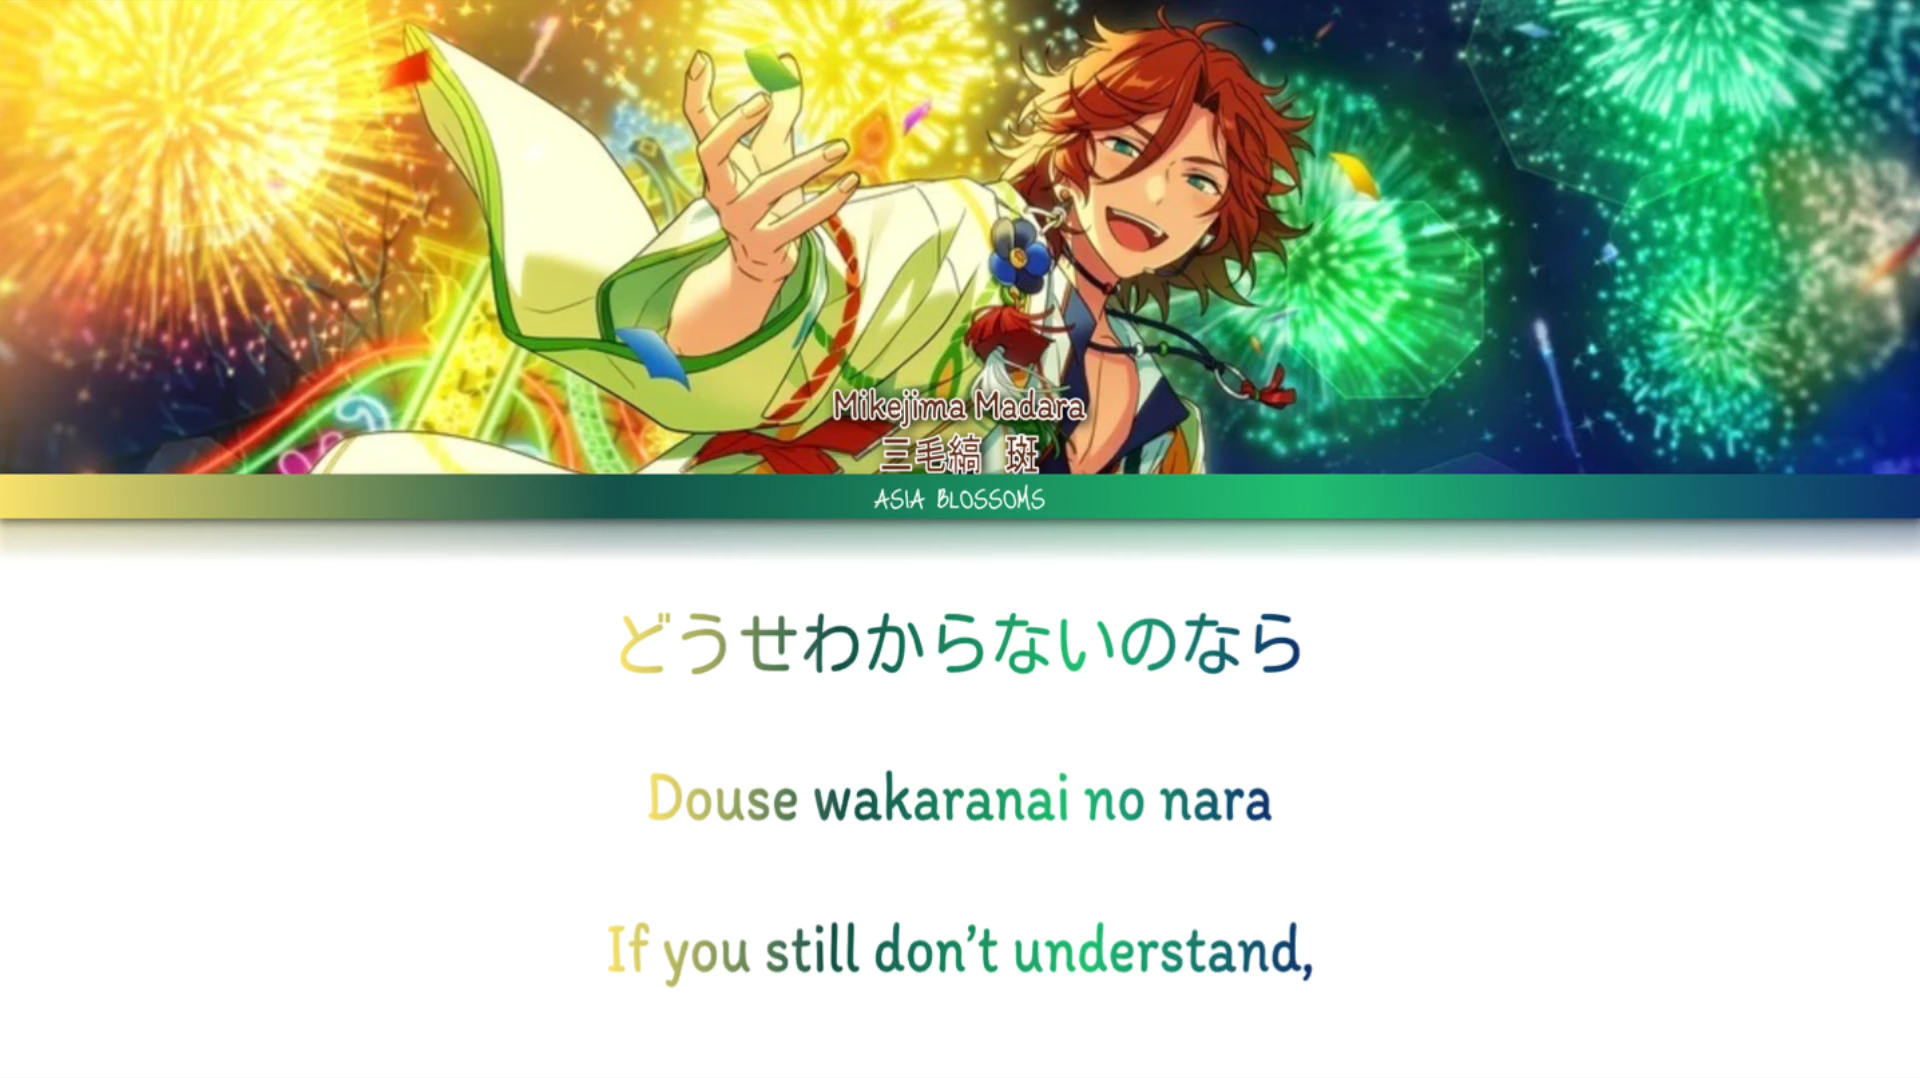 Mikejima Madara
三毛縞 斑
ASIA BLOSSOMS
どうせわからないのなら
Douse wakaranai no nara
If you still don't understand,